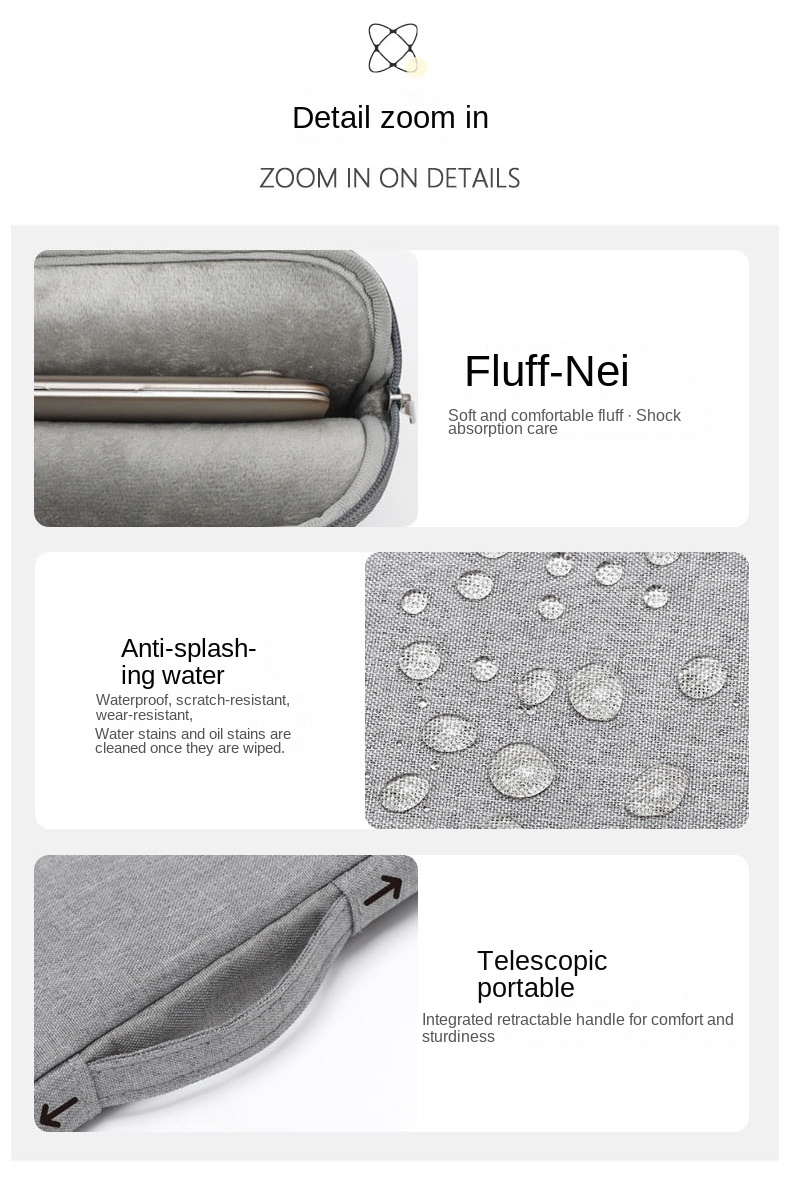 Detail zoom in
ZOOM IN ON DETAILS
Fluff-Nei
Soft and comfortable fluff · Shock
absorption care
Anti-splash-
ing water
Waterproof, scratch-resistant,
wear-resistant,
Water stains and oil stains are
cleaned once they are wiped.
Telescopic
portable
Integrated retractable handle for comfort and
sturdiness